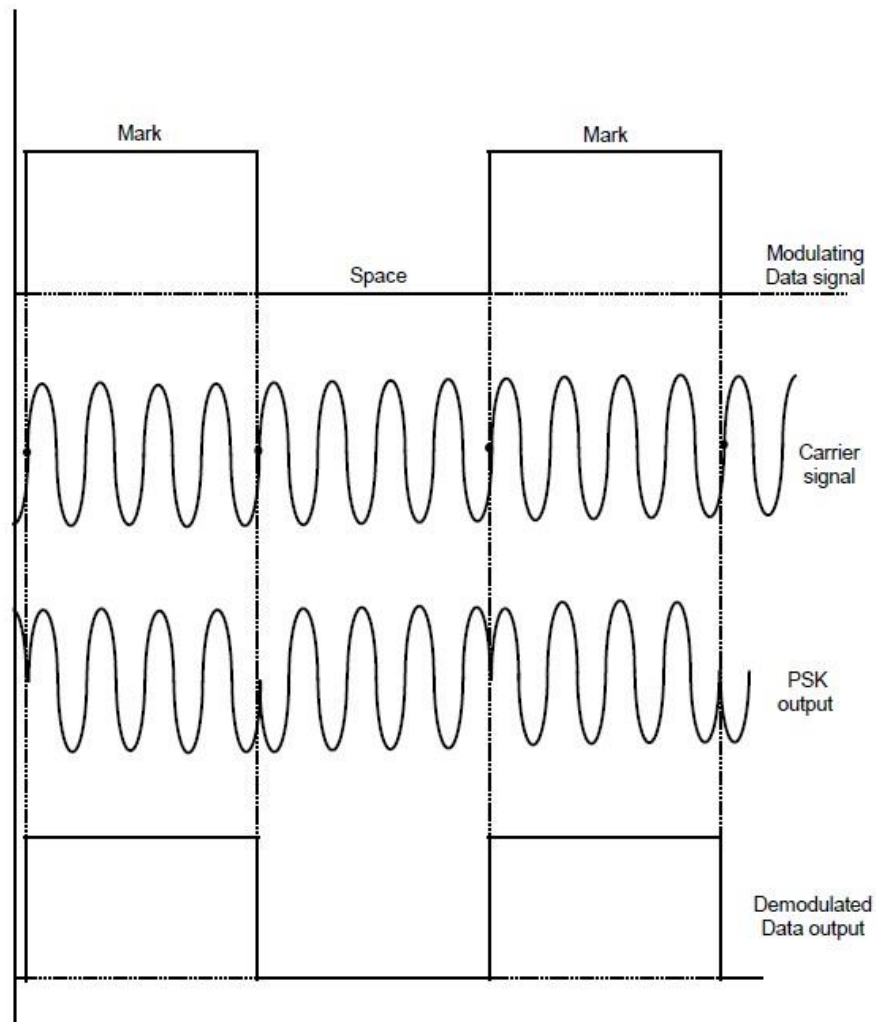 Mark
Mark
Space
Modulating
Data signal
Carrier
signal
PSK
output
Demodulated
Data output